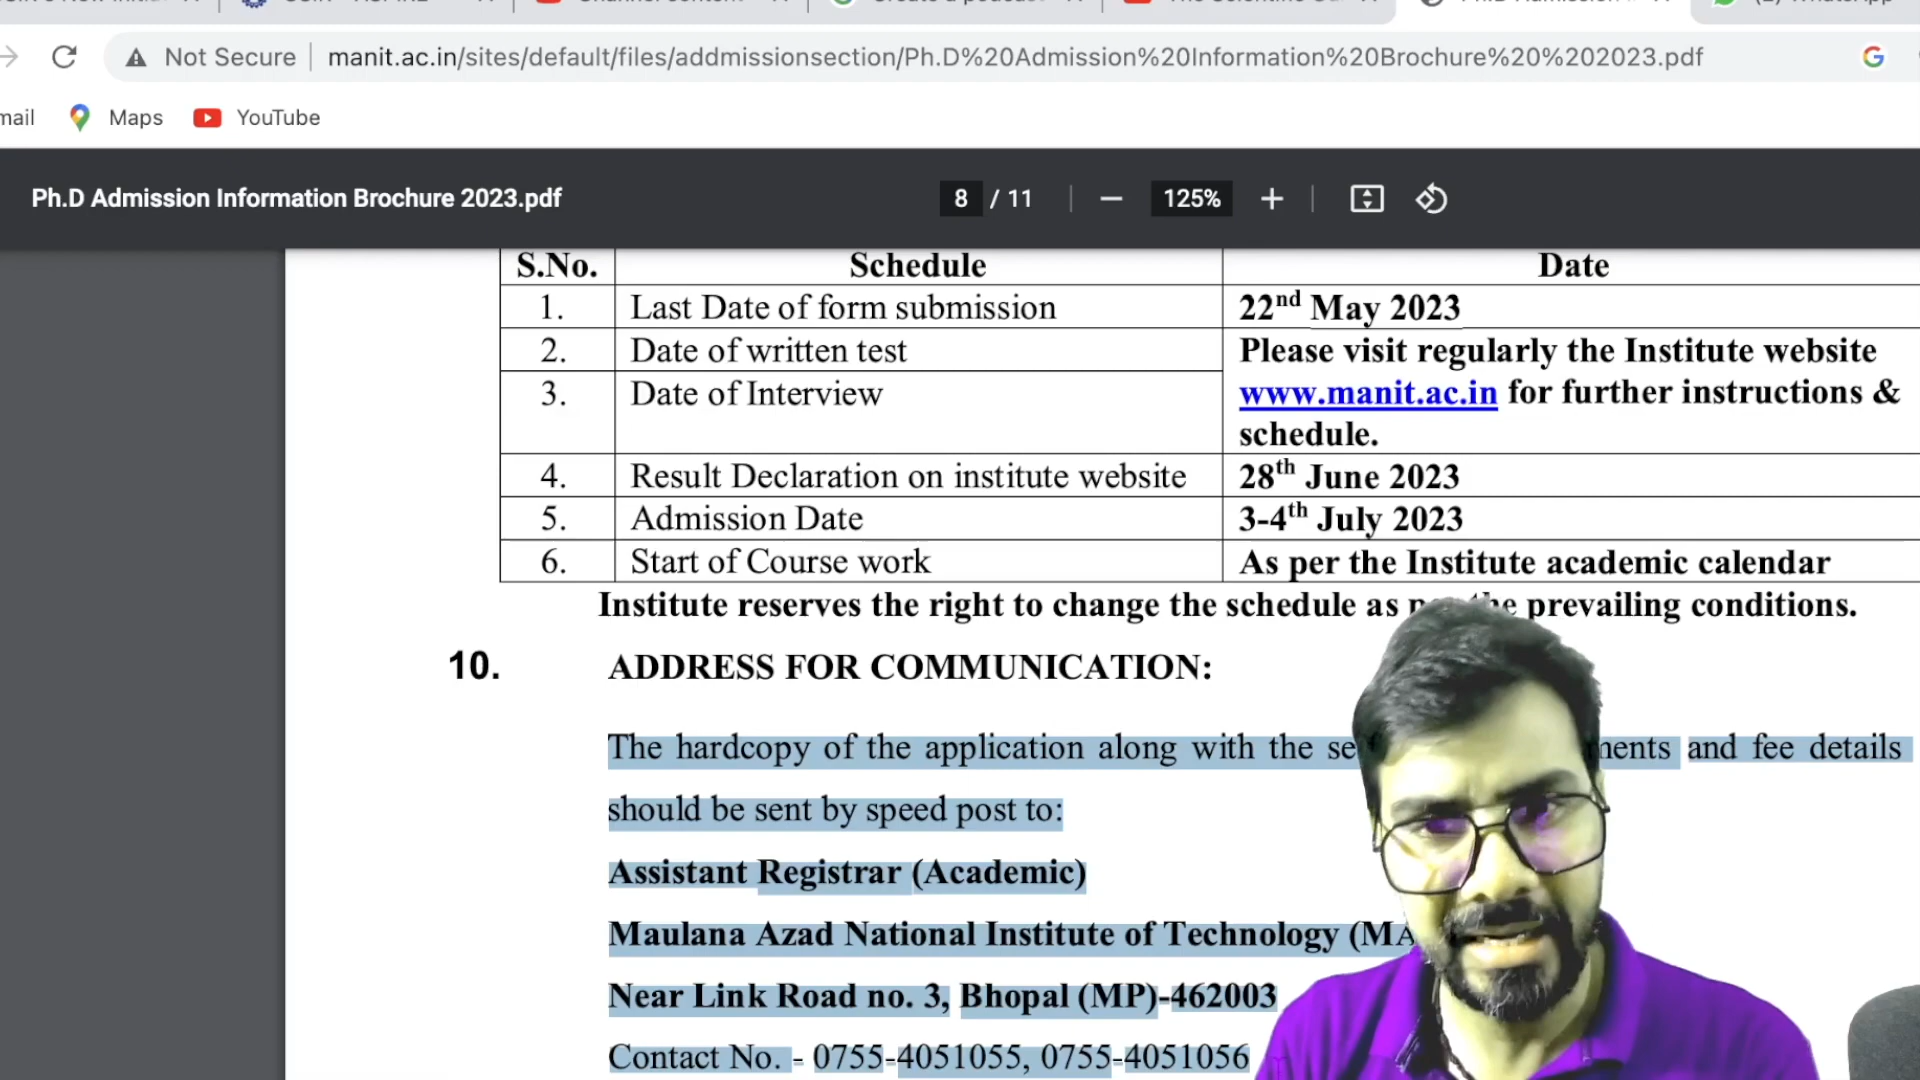 Not Secure manit.ac.in/sites/default/files/addmissionsection/Ph.D%20Admission%20Information%20Brochure%20%202023.pdf
Maps YouTube
Ph.D Admission Information Brochure 2023.pdf 8 / 11 125%
S.No. Schedule Date
1. Last Date of form submission 22nd May 2023
2. Date of written test Please visit regularly the Institute website
3. Date of Interview www.manit.ac.in for further instructions &
schedule.
4. Result Declaration on institute website 28th June 2023
5. Admission Date 3-4th July 2023
6. Start of Course work As per the Institute academic calendar
Institute reserves the right to change the schedule as the prevailing conditions.
10. ADDRESS FOR COMMUNICATION:
The hardcopy of the application along with the and fee details
should be sent by speed post to:
Assistant Registrar (Academic)
Maulana Azad National Institute of Technology
Near Link Road no. 3, Bhopal (MP)-462003
Contact No. - 0755-4051055, 0755-4051056